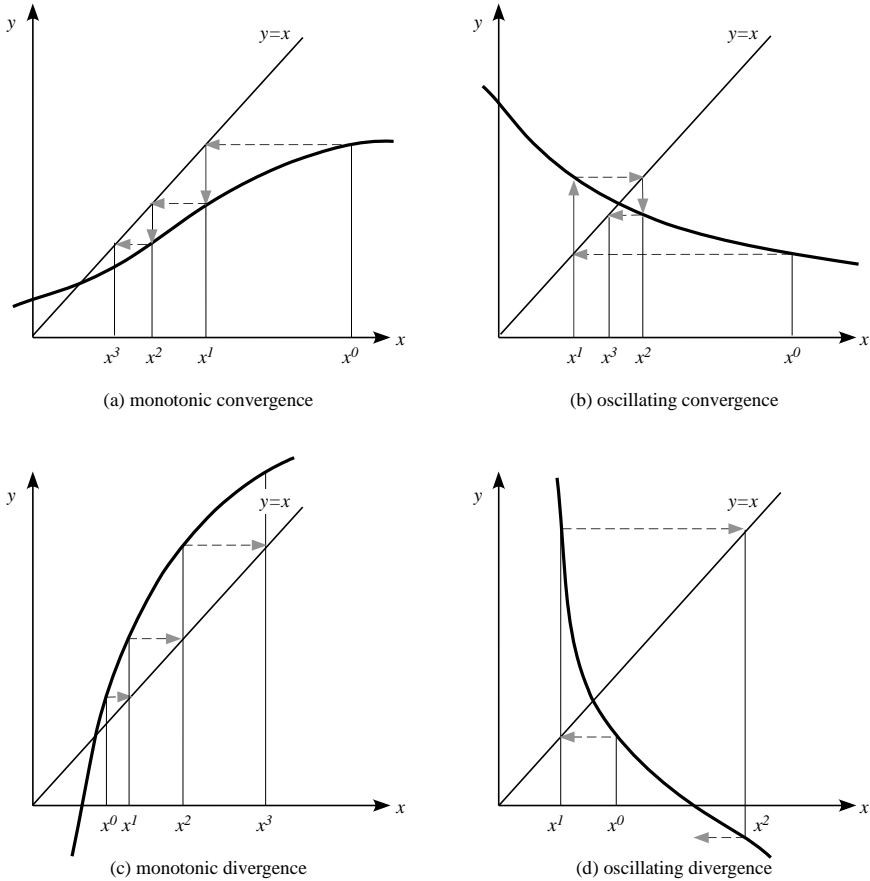 y
y=x
x
x³ x² x¹ x⁰
(a) monotonic convergence
y
y=x
x
x¹ x³ x² x⁰
(b) oscillating convergence
y
y=x
x
x⁰ x¹ x² x³
(c) monotonic divergence
y
y=x
x
x¹ x⁰ x²
(d) oscillating divergence